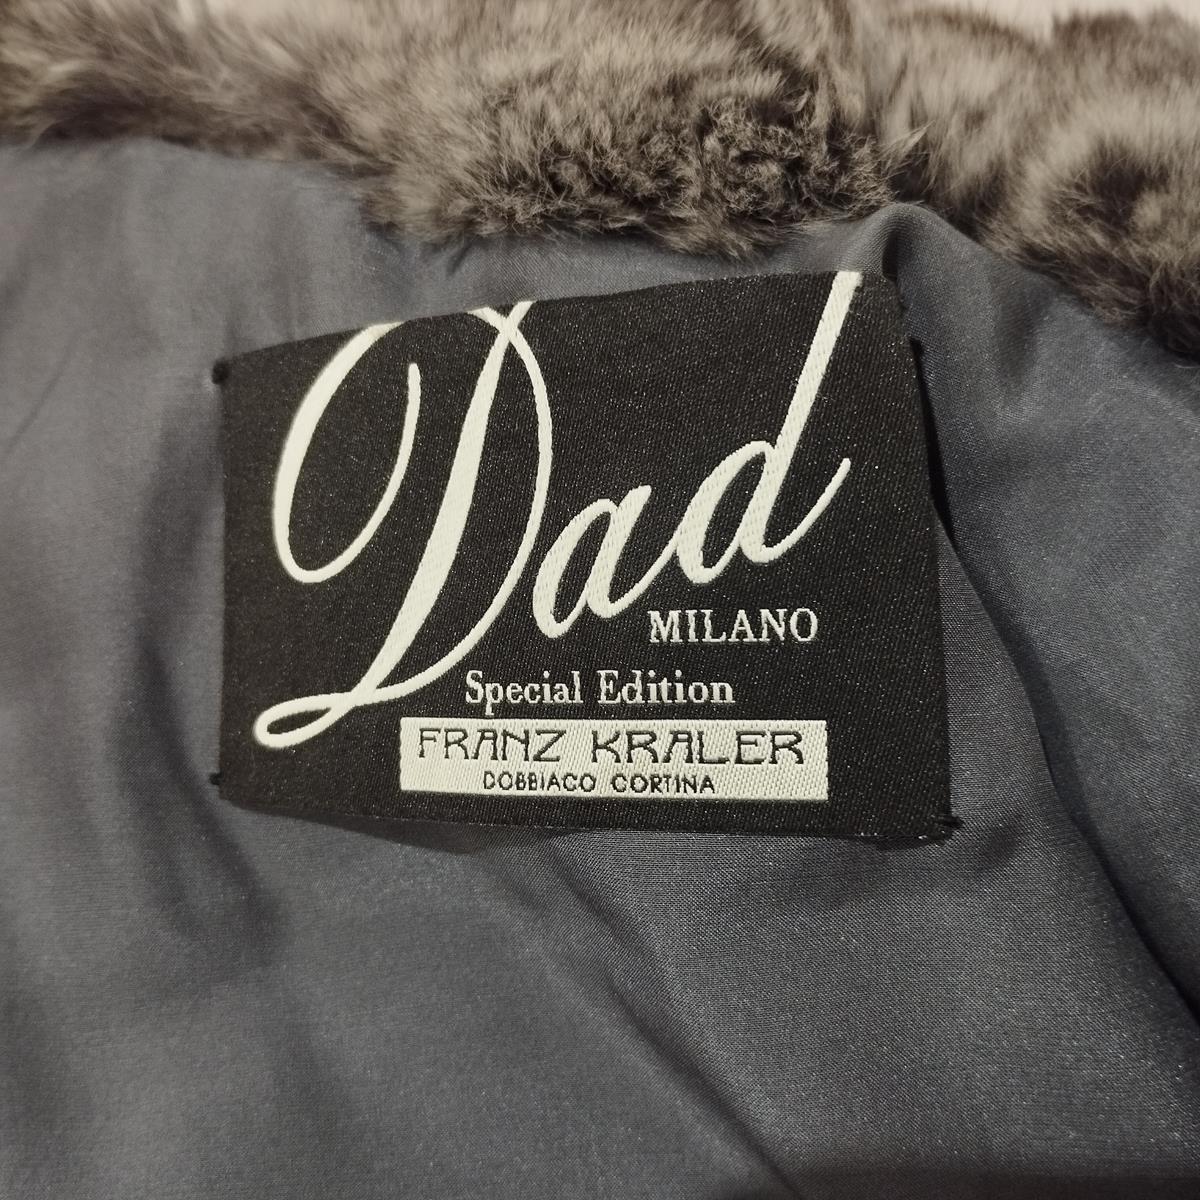 Dad
MILANO
Special Edition
FRANZ KRALER
DOBBIACO CORTINA